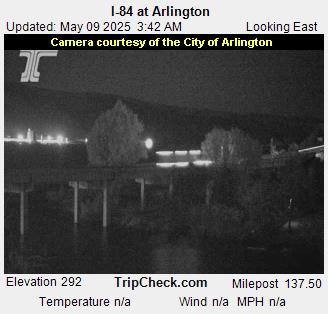 I-84 at Arlington
Updated: May 09 2025 3:42 AM Looking East
Camera courtesy of the City of Arlington
Elevation 292 TripCheck.com Milepost 137.50
Temperature n/a Wind n/a MPH n/a